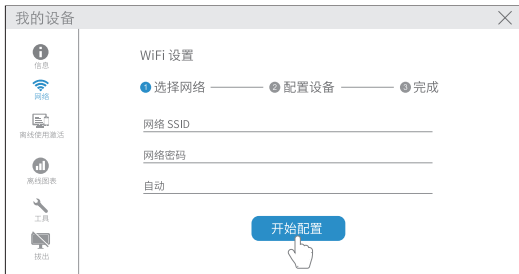 我的设备
信息
网络
离线使用激活
离线图表
工具
拔出
WiFi 设置
1 选择网络 2 配置设备 3 完成
网络 SSID
网络密码
自动
开始配置